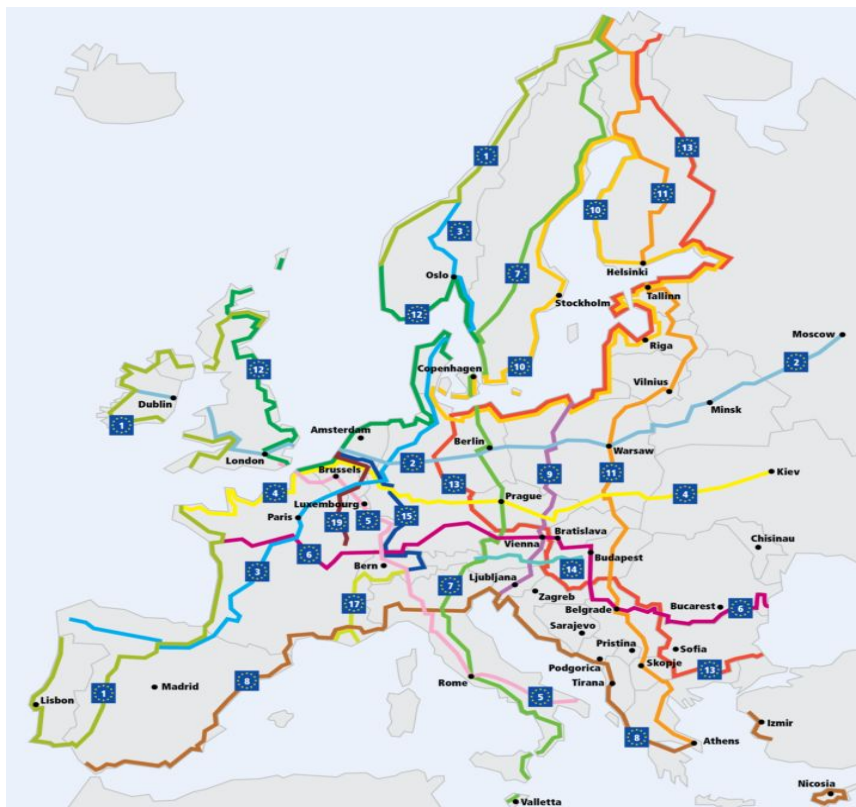 1
13
11
10
3
7
Oslo
Helsinki
Stockholm
Tallinn
12
Moscow
Riga
2
12
10
Copenhagen
Vilnius
Dublin
Minsk
1
Amsterdam
Berlin
London
Warsaw
2
Brussels
9
11
Kiev
13
4
4
Luxembourg
Prague
Paris
19
5
15
Bratislava
Chisinau
Vienna
6
Budapest
Bern
3
14
7
Ljubljana
Zagreb
17
Belgrade
Bucarest
6
Sarajevo
Pristina
Sofia
Podgorica
Skopje
13
Rome
Tirana
8
Madrid
1
Lisbon
5
Izmir
8
Athens
Nicosia
Valletta